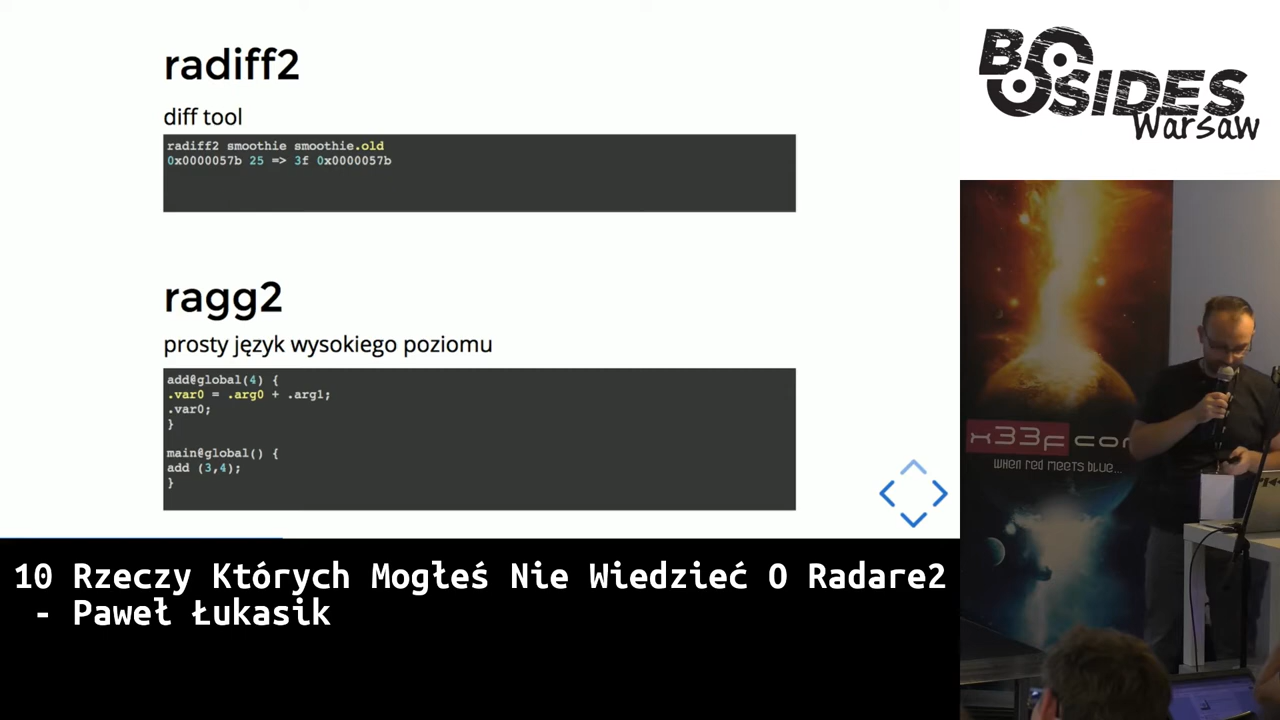 radiff2
diff tool
radiff2 smoothie smoothie.old
0x0000057b 25 => 3f 0x0000057b
ragg2
prosty język wysokiego poziomu
add@global(4) {
.var0 = .arg0 + .arg1;
.var0;
}
main@global() {
add (3,4);
}
BSIDES
Warsaw
x33fcon
when red meets blue...
10 Rzeczy Których Mogłeś Nie Wiedzieć O Radare2
- Paweł Łukasik